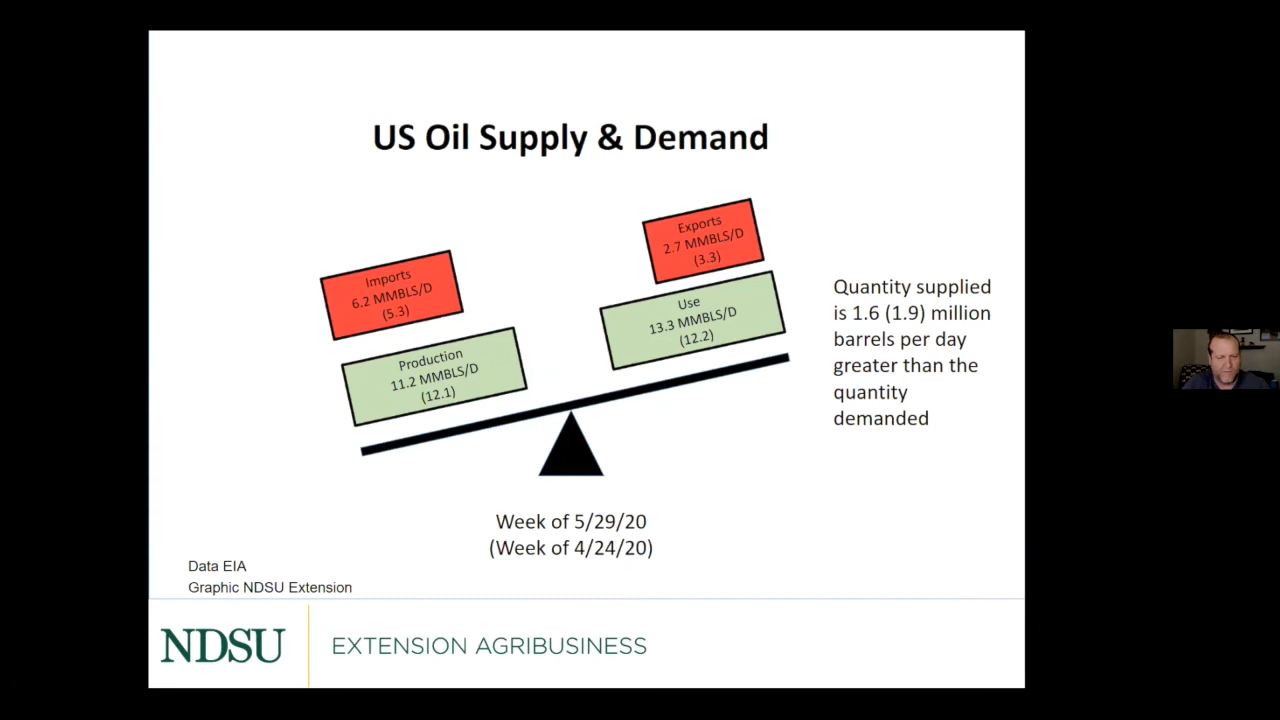 US Oil Supply & Demand
Imports
6.2 MMBLS/D
(5.3)
Production
11.2 MMBLS/D
(12.1)
Exports
2.7 MMBLS/D
(3.3)
Use
13.3 MMBLS/D
(12.2)
Quantity supplied
is 1.6 (1.9) million
barrels per day
greater than the
quantity
demanded
Week of 5/29/20
(Week of 4/24/20)
Data EIA
Graphic NDSU Extension
NDSU
EXTENSION AGRIBUSINESS